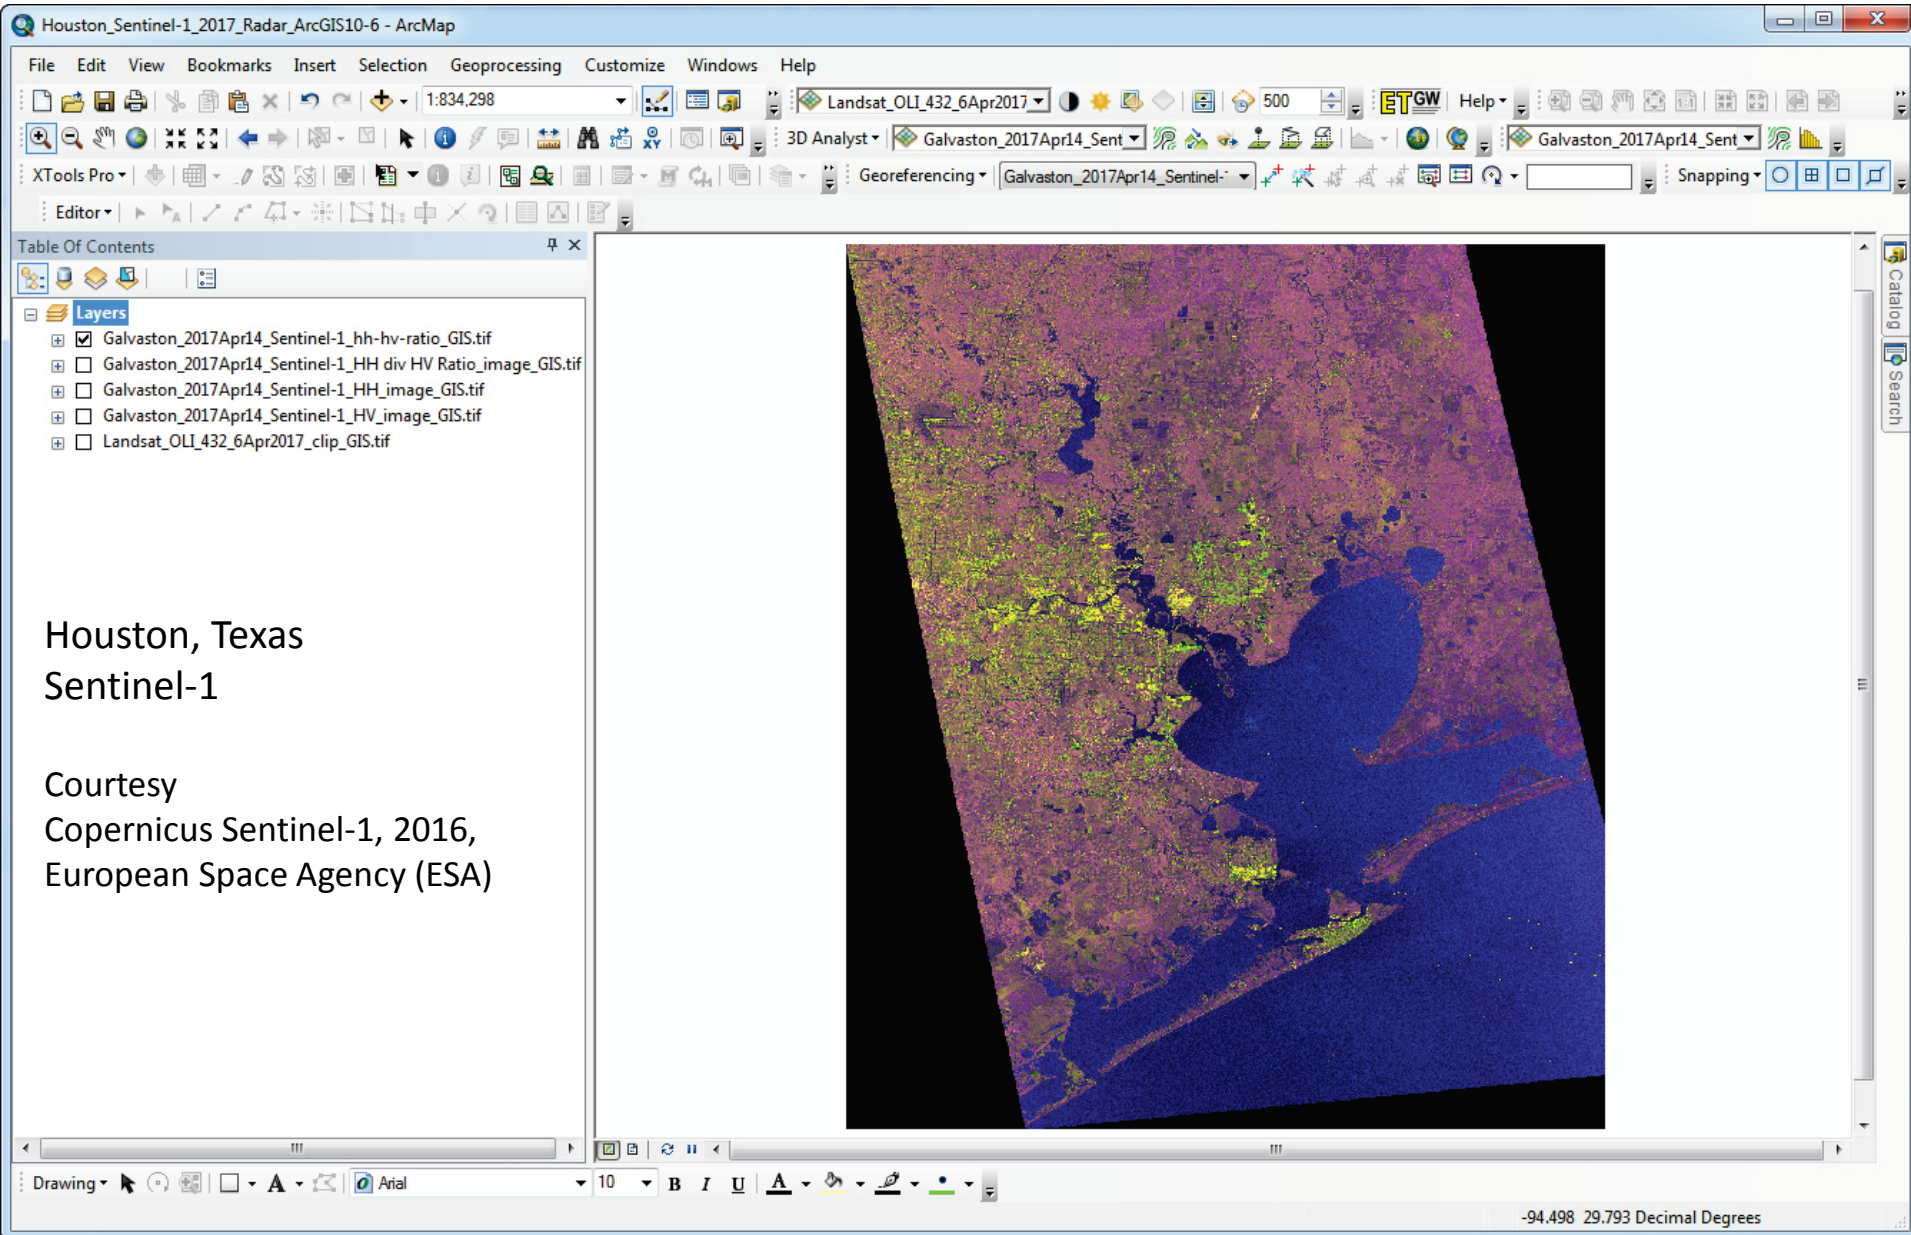 Houston_Sentinel-1_2017_Radar_ArcGIS10-6 - ArcMap
File Edit View Bookmarks Insert Selection Geoprocessing Customize Windows Help
1:834,298 Landsat_OLI_432_6Apr2017 500 ET GW Help
3D Analyst Galvaston_2017Apr14_Sent Galvaston_2017Apr14_Sent
XTools Pro Georeferencing Galvaston_2017Apr14_Sentinel- Snapping
Editor
Table Of Contents
Layers
Galvaston_2017Apr14_Sentinel-1_hh-hv-ratio_GIS.tif
Galvaston_2017Apr14_Sentinel-1_HH div HV Ratio_image_GIS.tif
Galvaston_2017Apr14_Sentinel-1_HH_image_GIS.tif
Galvaston_2017Apr14_Sentinel-1_HV_image_GIS.tif
Landsat_OLI_432_6Apr2017_clip_GIS.tif
Catalog
Search
Houston, Texas
Sentinel-1
Courtesy
Copernicus Sentinel-1, 2016,
European Space Agency (ESA)
Drawing A Arial 10 B I U A
-94.498 29.793 Decimal Degrees